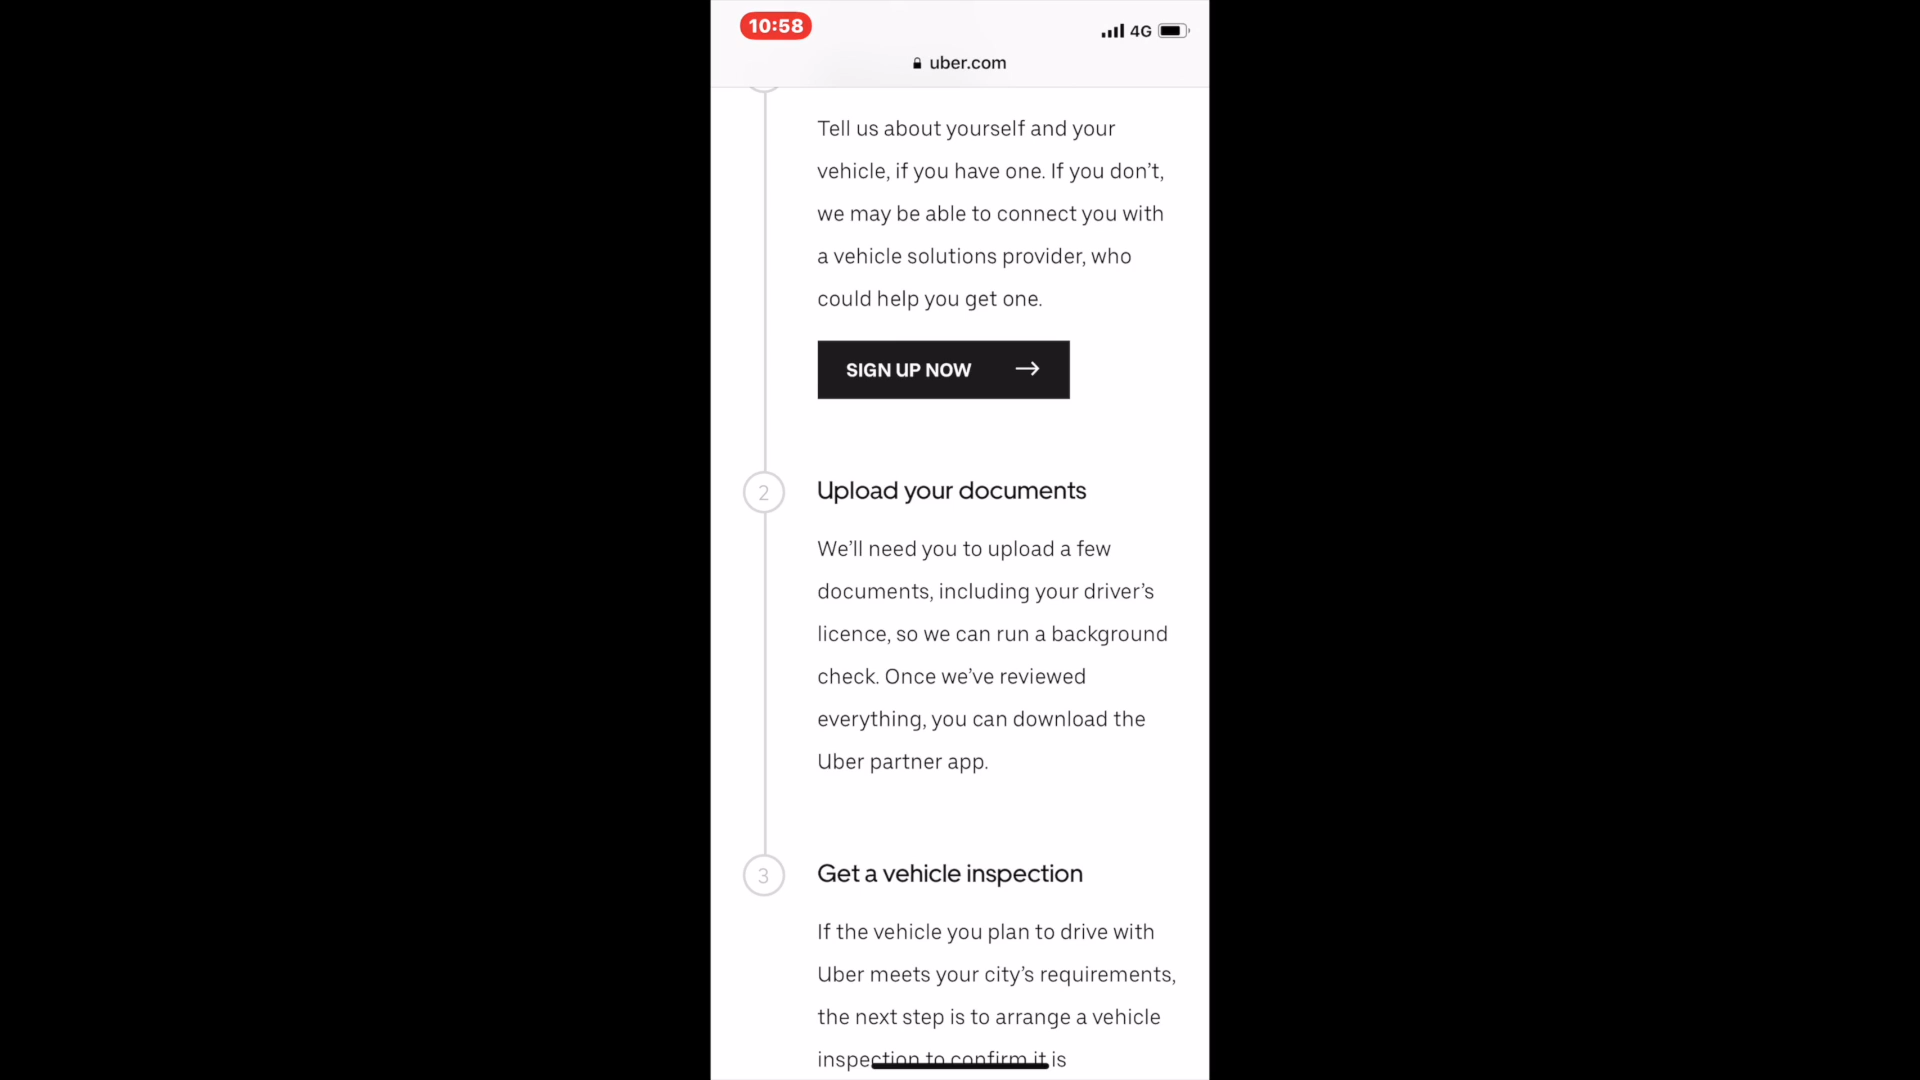 10:58
4G
uber.com
Tell us about yourself and your
vehicle, if you have one. If you don’t,
we may be able to connect you with
a vehicle solutions provider, who
could help you get one.
SIGN UP NOW
2
Upload your documents
We’ll need you to upload a few
documents, including your driver’s
licence, so we can run a background
check. Once we’ve reviewed
everything, you can download the
Uber partner app.
3
Get a vehicle inspection
If the vehicle you plan to drive with
Uber meets your city’s requirements,
the next step is to arrange a vehicle
inspection to confirm it is